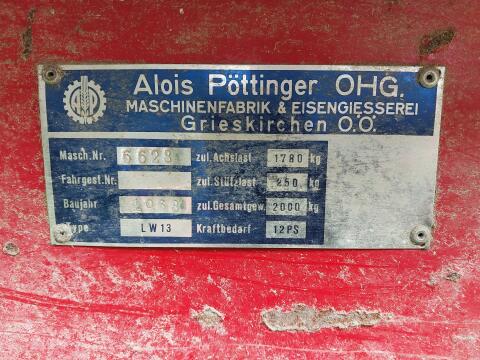 Alois Pöttinger OHG.
MASCHINENFABRIK & EISENGIESSEREI
Grieskirchen O.Ö.
Masch.Nr. zul. Achslast 1780 kg
Fahrgest.Nr. zul. Stützlast 250 kg
Baujahr zul. Gesamtgew. 2000 kg
Type LW13 Kraftbedarf 12PS